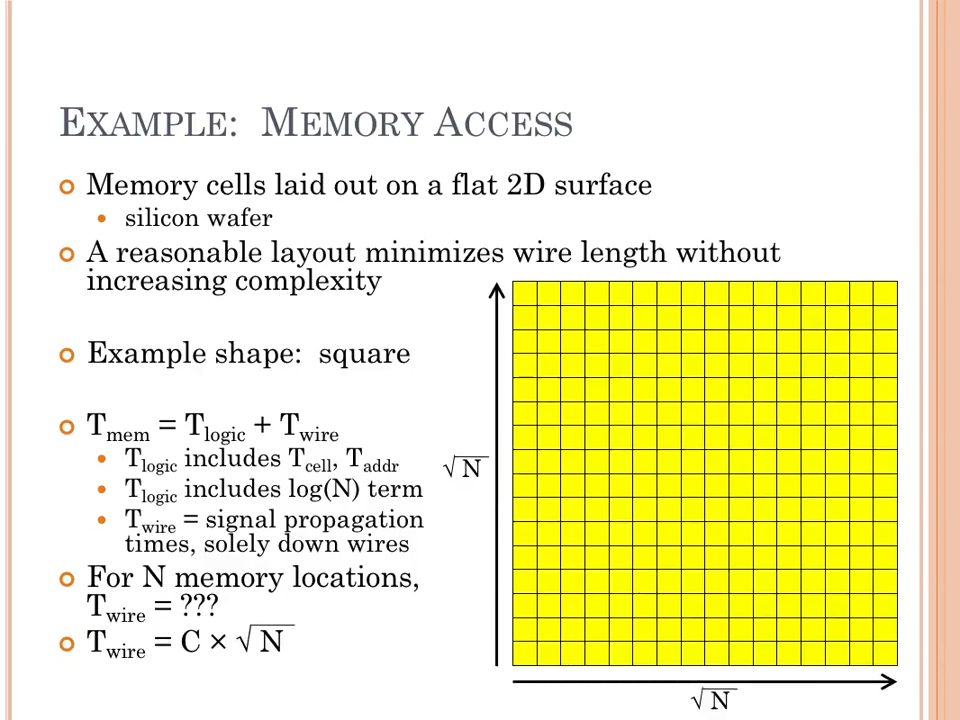 EXAMPLE: MEMORY ACCESS
Memory cells laid out on a flat 2D surface
silicon wafer
A reasonable layout minimizes wire length without
increasing complexity
Example shape: square
Tmem = Tlogic + Twire
Tlogic includes Tcell, Taddr
Tlogic includes log(N) term
Twire = signal propagation
times, solely down wires
For N memory locations,
Twire = ???
Twire = C × √N
√N
√N